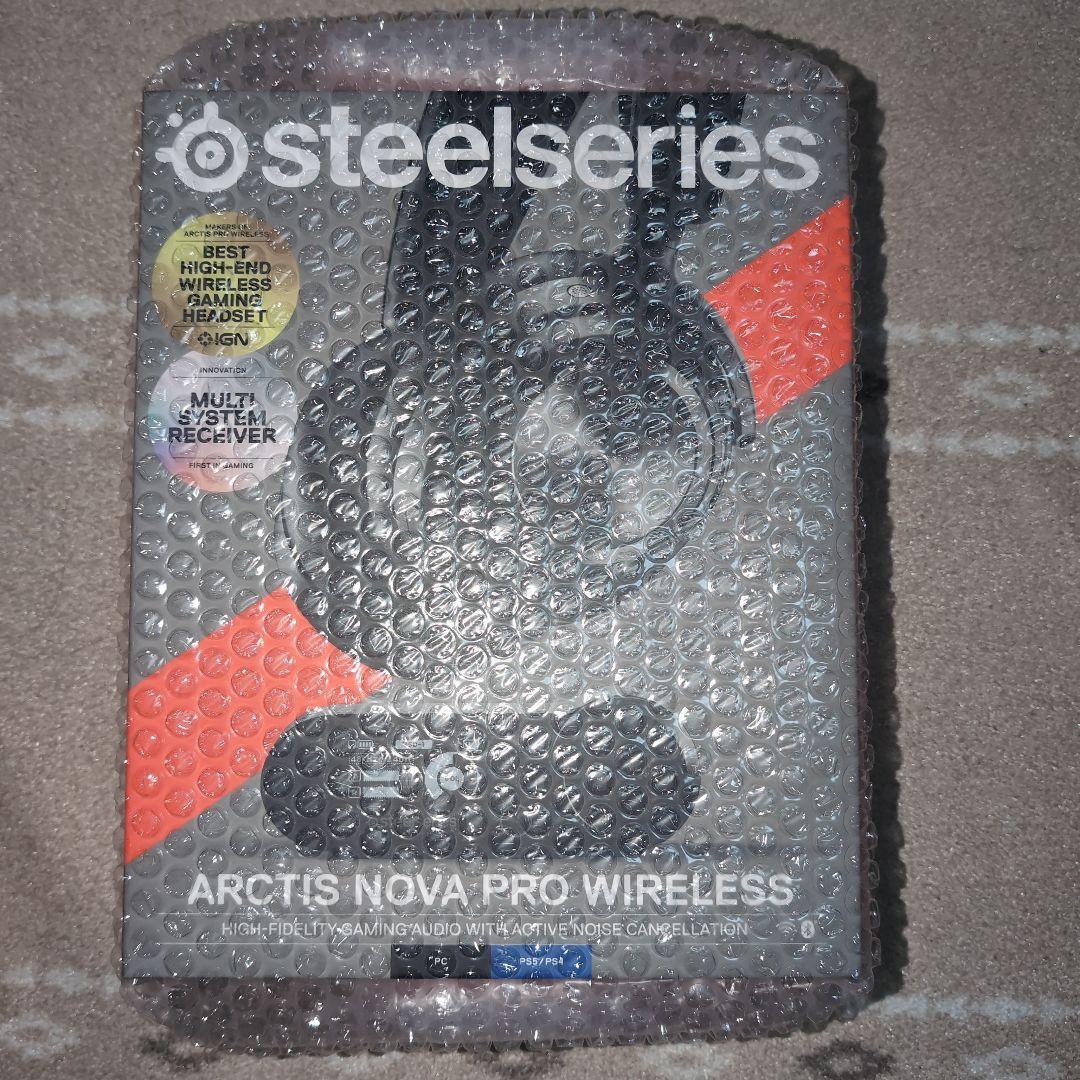 steelseries
MAKERS OF
ARCTIS PRO WIRELESS
BEST
HIGH-END
WIRELESS
GAMING
HEADSET
IGN
INNOVATION
MULTI
SYSTEM
RECEIVER
FIRST IN GAMING
ARCTIS NOVA PRO WIRELESS
HIGH-FIDELITY GAMING AUDIO WITH ACTIVE NOISE CANCELLATION
PC
PS5/PS4